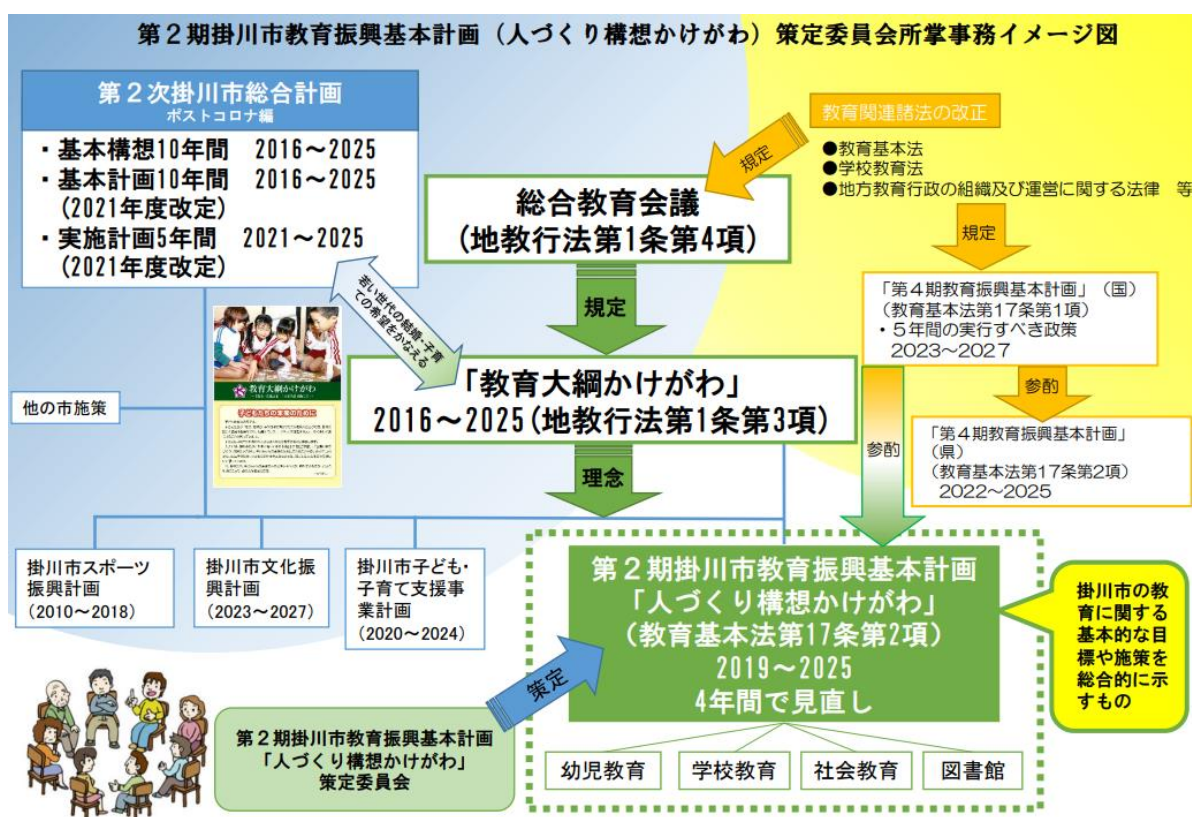 第２期掛川市教育振興基本計画（人づくり構想かけがわ）策定委員会所掌事務イメージ図
第２次掛川市総合計画
ポストコロナ編
・基本構想10年間　2016～2025
・基本計画10年間　2016～2025
(2021年度改定)
・実施計画5年間　2021～2025
(2021年度改定)
教育関連諸法の改正
●教育基本法
●学校教育法
●地方教育行政の組織及び運営に関する法律　等
規定
規定
総合教育会議
(地教行法第1条第4項)
規定
若い世代の結婚・子育
ての希望をかなえる
「第４期教育振興基本計画」（国）
（教育基本法第17条第1項）
・５年間の実行すべき政策
2023～2027
参酌
「第４期教育振興基本計画」
（県）
（教育基本法第17条第2項）
2022～2025
参酌
「教育大綱かけがわ」
2016～2025(地教行法第1条第3項)
教育大綱かけがわ
子どもたちの未来のために
他の市施策
理念
掛川市スポーツ
振興計画
(2010～2018)
掛川市文化振
興計画
(2023～2027)
掛川市子ども・
子育て支援事
業計画
(2020～2024)
第２期掛川市教育振興基本計画
「人づくり構想かけがわ」
（教育基本法第17条第2項）
2019～2025
4年間で見直し
掛川市の教
育に関する
基本的な目
標や施策を
総合的に示
すもの
策定
第２期掛川市教育振興基本計画
「人づくり構想かけがわ」
策定委員会
幼児教育
学校教育
社会教育
図書館